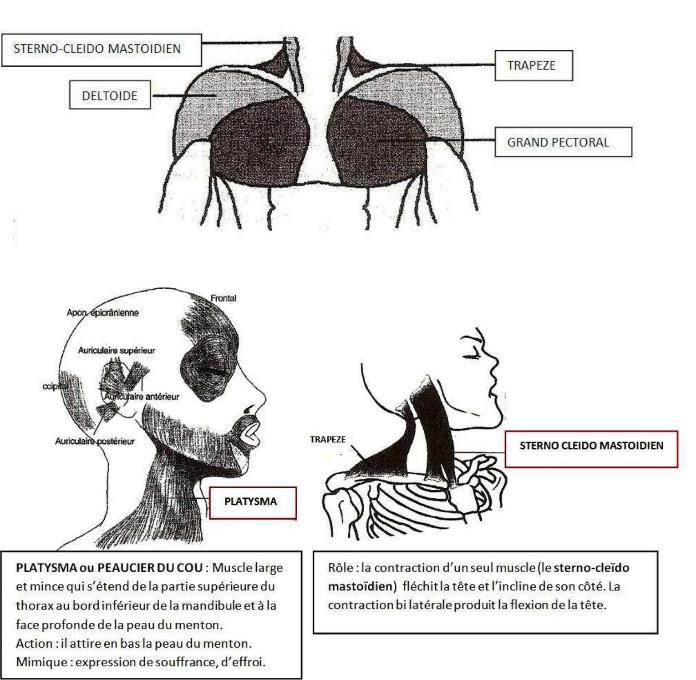 STERNO-CLEIDO MASTOIDIEN
TRAPEZE
DELTOIDE
GRAND PECTORAL
Frontal
Apon. épicrânienne
Auriculaire supérieur
ccipital
Auriculaire antérieur
Auriculaire postérieur
TRAPEZE
STERNO CLEIDO MASTOIDIEN
PLATYSMA
PLATYSMA ou PEAUCIER DU COU : Muscle large
et mince qui s’étend de la partie supérieure du
thorax au bord inférieur de la mandibule et à la
face profonde de la peau du menton.
Action : il attire en bas la peau du menton.
Mimique : expression de souffrance, d’effroi.
Rôle : la contraction d’un seul muscle (le sterno-cleïdo
mastoïdien) fléchit la tête et l’incline de son côté. La
contraction bi latérale produit la flexion de la tête.